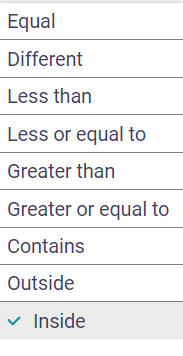 Equal
Different
Less than
Less or equal to
Greater than
Greater or equal to
Contains
Outside
Inside